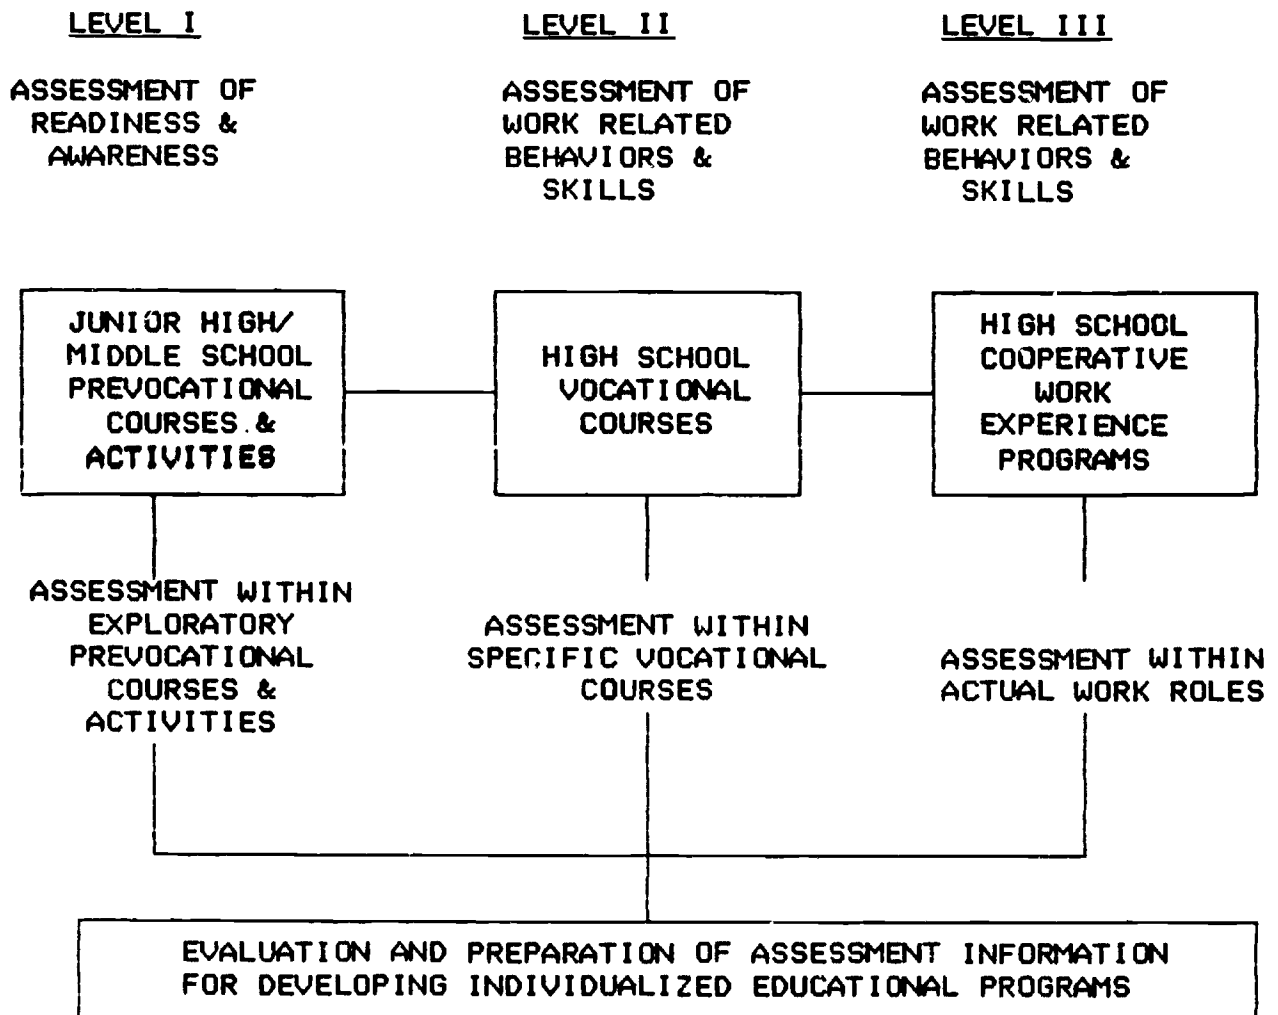 LEVEL I
ASSESSMENT OF
READINESS &
AWARENESS
LEVEL II
ASSESSMENT OF
WORK RELATED
BEHAVIORS &
SKILLS
LEVEL III
ASSESSMENT OF
WORK RELATED
BEHAVIORS &
SKILLS
JUNIOR HIGH/
MIDDLE SCHOOL
PREVOCATIONAL
COURSES &
ACTIVITIES
HIGH SCHOOL
VOCATIONAL
COURSES
HIGH SCHOOL
COOPERATIVE
WORK
EXPERIENCE
PROGRAMS
ASSESSMENT WITHIN
EXPLORATORY
PREVOCATIONAL
COURSES &
ACTIVITIES
ASSESSMENT WITHIN
SPECIFIC VOCATIONAL
COURSES
ASSESSMENT WITHIN
ACTUAL WORK ROLES
EVALUATION AND PREPARATION OF ASSESSMENT INFORMATION
FOR DEVELOPING INDIVIDUALIZED EDUCATIONAL PROGRAMS